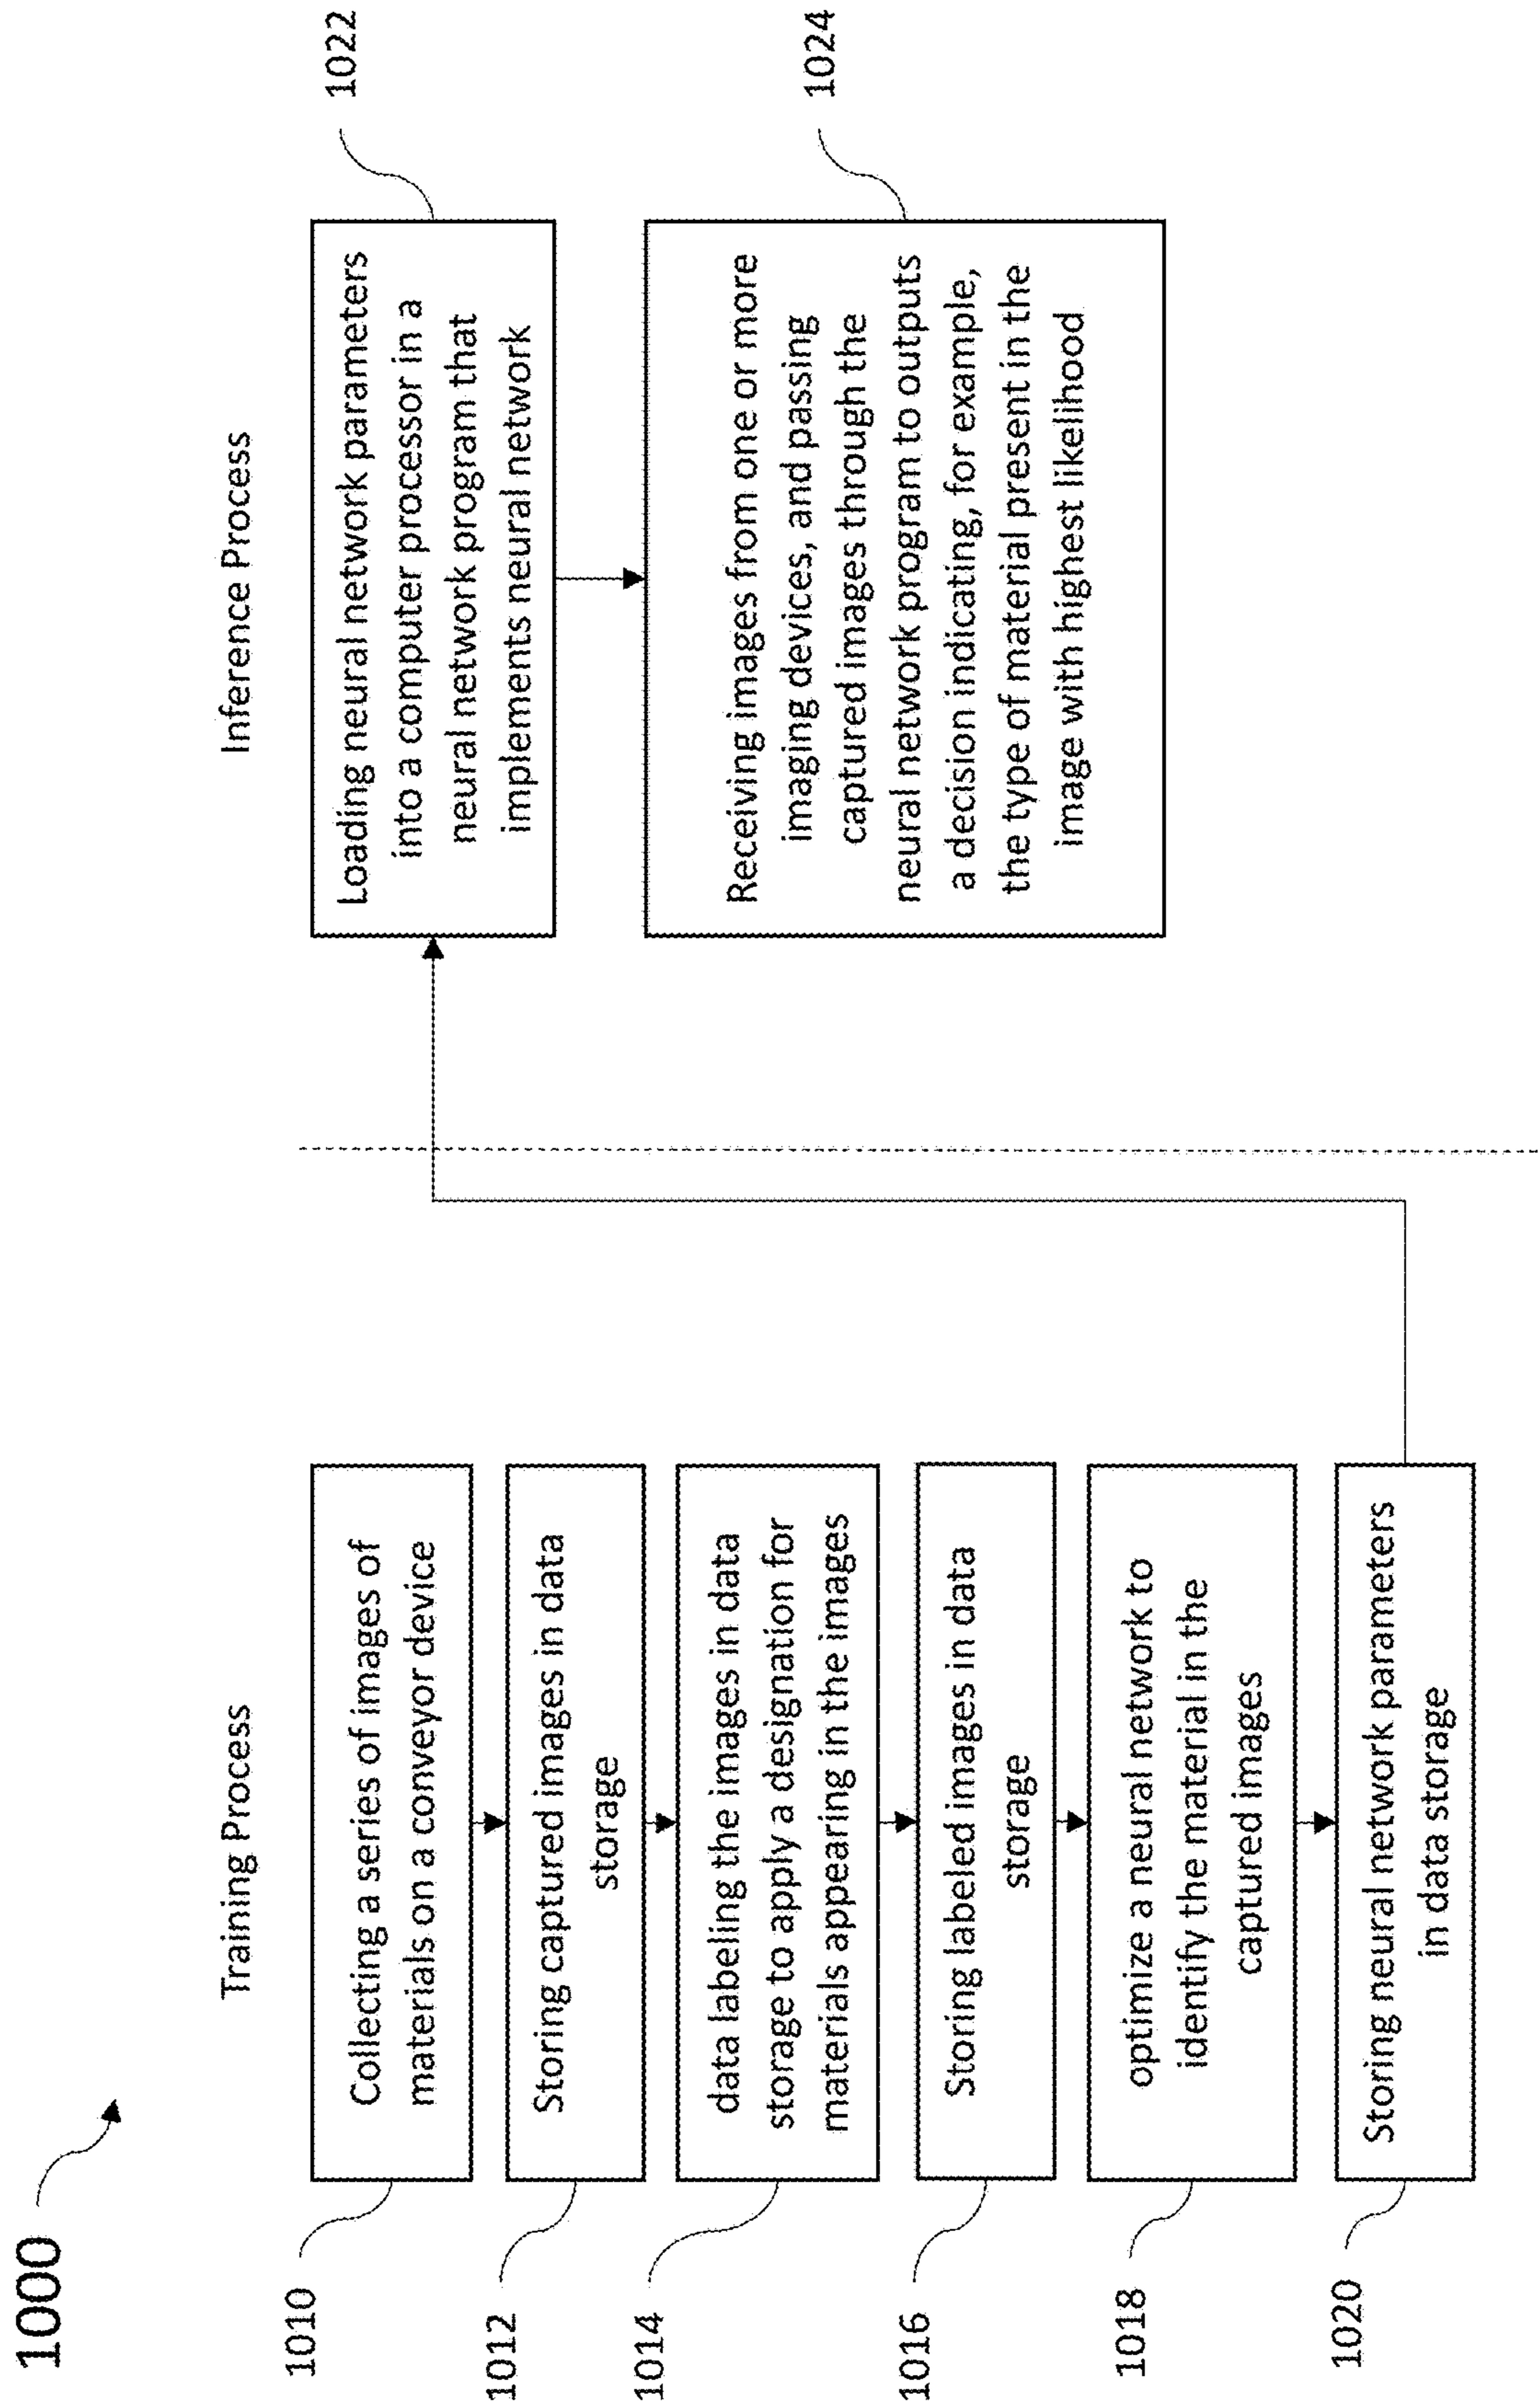 1000
Training Process
1010
Collecting a series of images of
materials on a conveyor device
1012
Storing captured images in data
storage
1014
data labeling the images in data
storage to apply a designation for
materials appearing in the images
1016
Storing labeled images in data
storage
1018
optimize a neural network to
identify the material in the
captured images
1020
Storing neural network parameters
in data storage
Inference Process
Loading neural network parameters
into a computer processor in a
neural network program that
implements neural network
1022
Receiving images from one or more
imaging devices, and passing
captured images through the
neural network program to outputs
a decision indicating, for example,
the type of material present in the
image with highest likelihood
1024